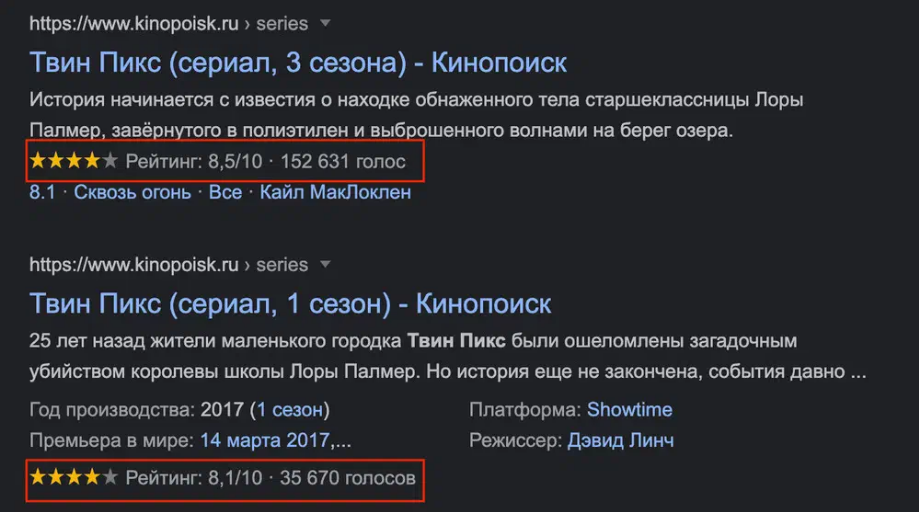 https://www.kinopoisk.ru › series
Твин Пикс (сериал, 3 сезона) - Кинопоиск
История начинается с известия о находке обнаженного тела старшеклассницы Лоры
Палмер, завёрнутого в полиэтилен и выброшенного волнами на берег озера.
Рейтинг: 8,5/10 · 152 631 голос
8.1 · Сквозь огонь · Все · Кайл МакЛоклен
https://www.kinopoisk.ru › series
Твин Пикс (сериал, 1 сезон) - Кинопоиск
25 лет назад жители маленького городка Твин Пикс были ошеломлены загадочным
убийством королевы школы Лоры Палмер. Но история еще не закончена, события давно ...
Год производства: 2017 (1 сезон) Платформа: Showtime
Премьера в мире: 14 марта 2017,... Режиссер: Дэвид Линч
Рейтинг: 8,1/10 · 35 670 голосов